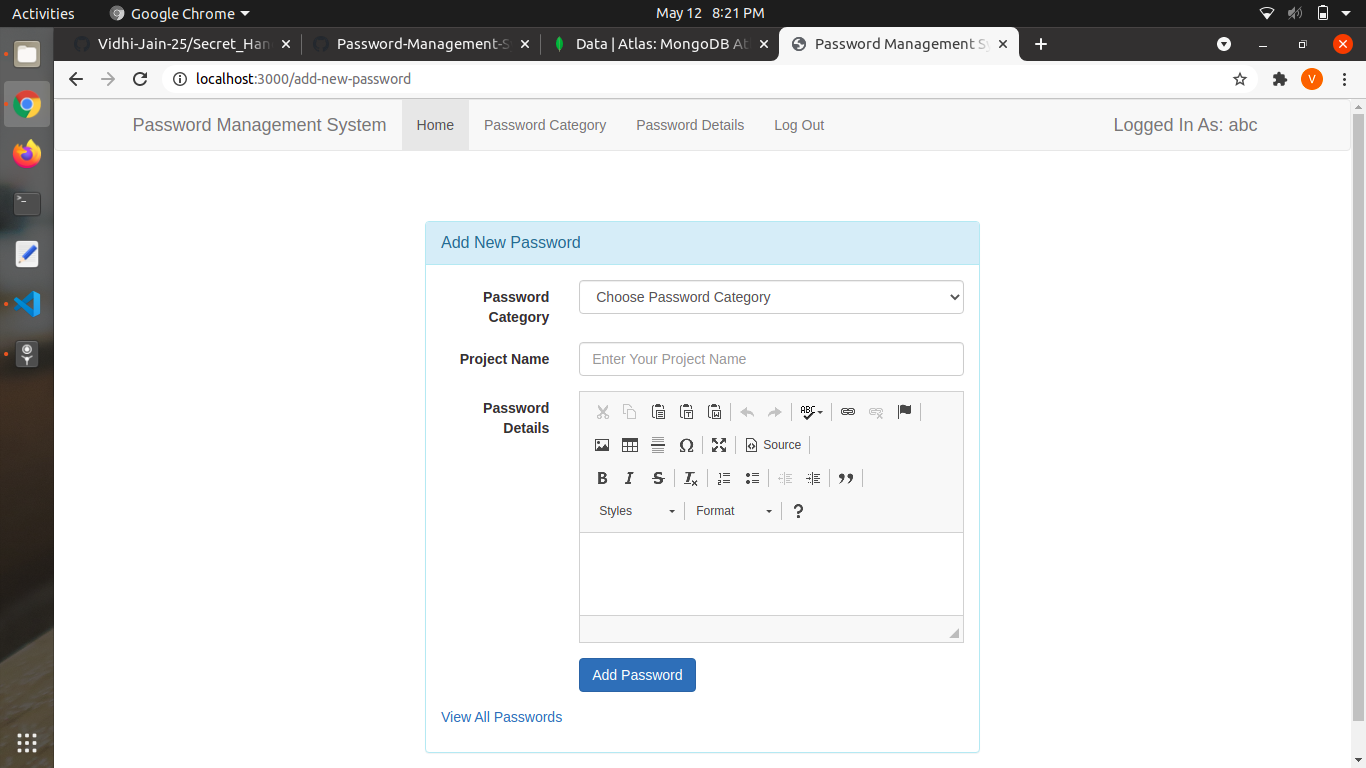 Activities Google Chrome May 12 8:21 PM
Vidhi-Jain-25/Secret_Han Password-Management-S Data | Atlas: MongoDB At Password Management Sy
localhost:3000/add-new-password V
Password Management System Home Password Category Password Details Log Out Logged In As: abc
Add New Password
Password Category Choose Password Category
Project Name Enter Your Project Name
Password Details
ABC
Source
B I S Tx
Styles Format ?
Add Password
View All Passwords